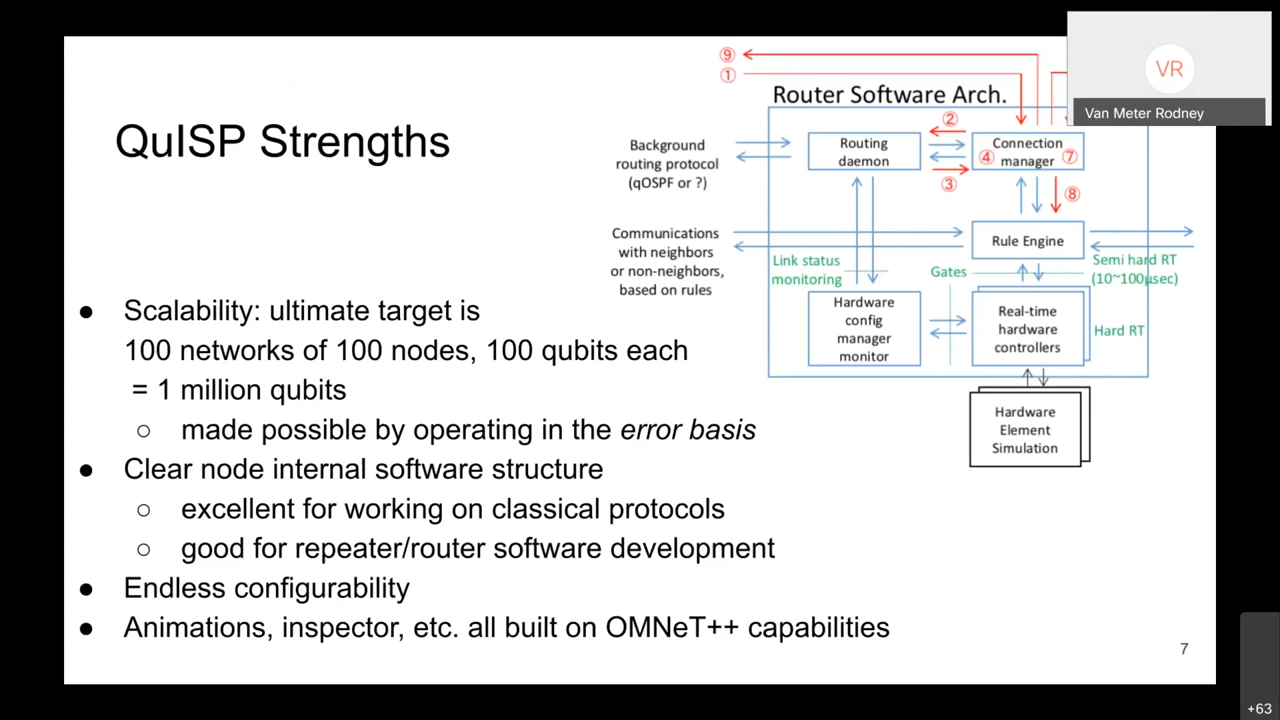 QuISP Strengths
● Scalability: ultimate target is
100 networks of 100 nodes, 100 qubits each
= 1 million qubits
○ made possible by operating in the error basis
● Clear node internal software structure
○ excellent for working on classical protocols
○ good for repeater/router software development
● Endless configurability
● Animations, inspector, etc. all built on OMNeT++ capabilities
⑨
①
Router Software Arch.
②
Background
routing protocol
(qOSPF or ?)
Routing
daemon
③
Connection
manager
④
⑦
⑧
Communications
with neighbors
or non-neighbors,
based on rules
Rule Engine
Link status
monitoring
Gates
Semi hard RT
(10~100μsec)
Hardware
config
manager
monitor
Real-time
hardware
controllers
Hard RT
Hardware
Element
Simulation
7
VR
Van Meter Rodney
+63